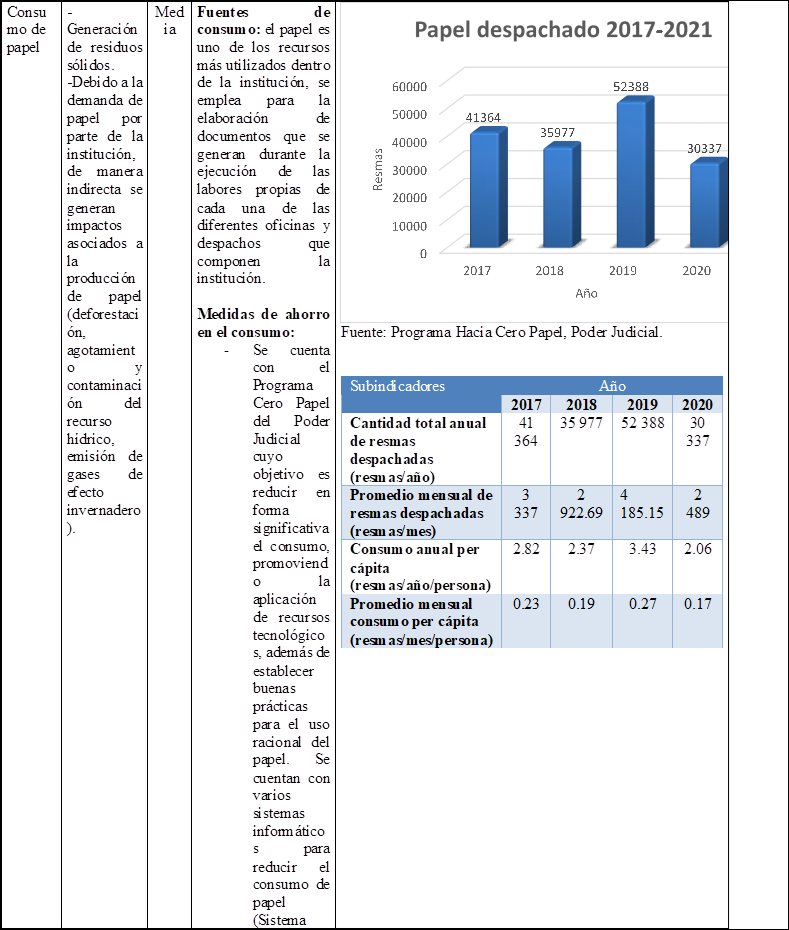 Consu
mo de
papel
-
Generación
de residuos
sólidos.
-Debido a la
demanda de
papel por
parte de la
institución,
de manera
indirecta se
generan
impactos
asociados a
la
producción
de papel
(deforestaci
ón,
agotamient
o y
contaminaci
ón del
recurso
hídrico,
emisión de
gases de
efecto
invernadero
).
Med
ia
Fuentes de
consumo: el papel es
uno de los recursos
más utilizados dentro
de la institución, se
emplea para la
elaboración de
documentos que se
generan durante la
ejecución de las
labores propias de
cada una de las
diferentes oficinas y
despachos que
componen la
institución.
Medidas de ahorro
en el consumo:
- Se cuenta
con el
Programa
Cero Papel
del Poder
Judicial
cuyo
objetivo es
reducir en
forma
significativa
el consumo,
promoviend
o la
aplicación
de recursos
tecnológico
s, además de
establecer
buenas
prácticas
para el uso
racional del
papel. Se
cuentan con
varios
sistemas
informático
s para
reducir el
consumo de
papel
(Sistema
Papel despachado 2017-2021
Resmas
60000
50000
40000
30000
20000
10000
0
41364
35977
52388
30337
2017 2018 2019 2020
Año
Fuente: Programa Hacia Cero Papel, Poder Judicial.
Subindicadores Año
2017 2018 2019 2020
Cantidad total anual 41 35 977 52 388 30
de resmas 364 337
despachadas
(resmas/año)
Promedio mensual de 3 2 4 2
resmas despachadas 337 922.69 185.15 489
(resmas/mes)
Consumo anual per 2.82 2.37 3.43 2.06
cápita
(resmas/año/persona)
Promedio mensual 0.23 0.19 0.27 0.17
consumo per cápita
(resmas/mes/persona)